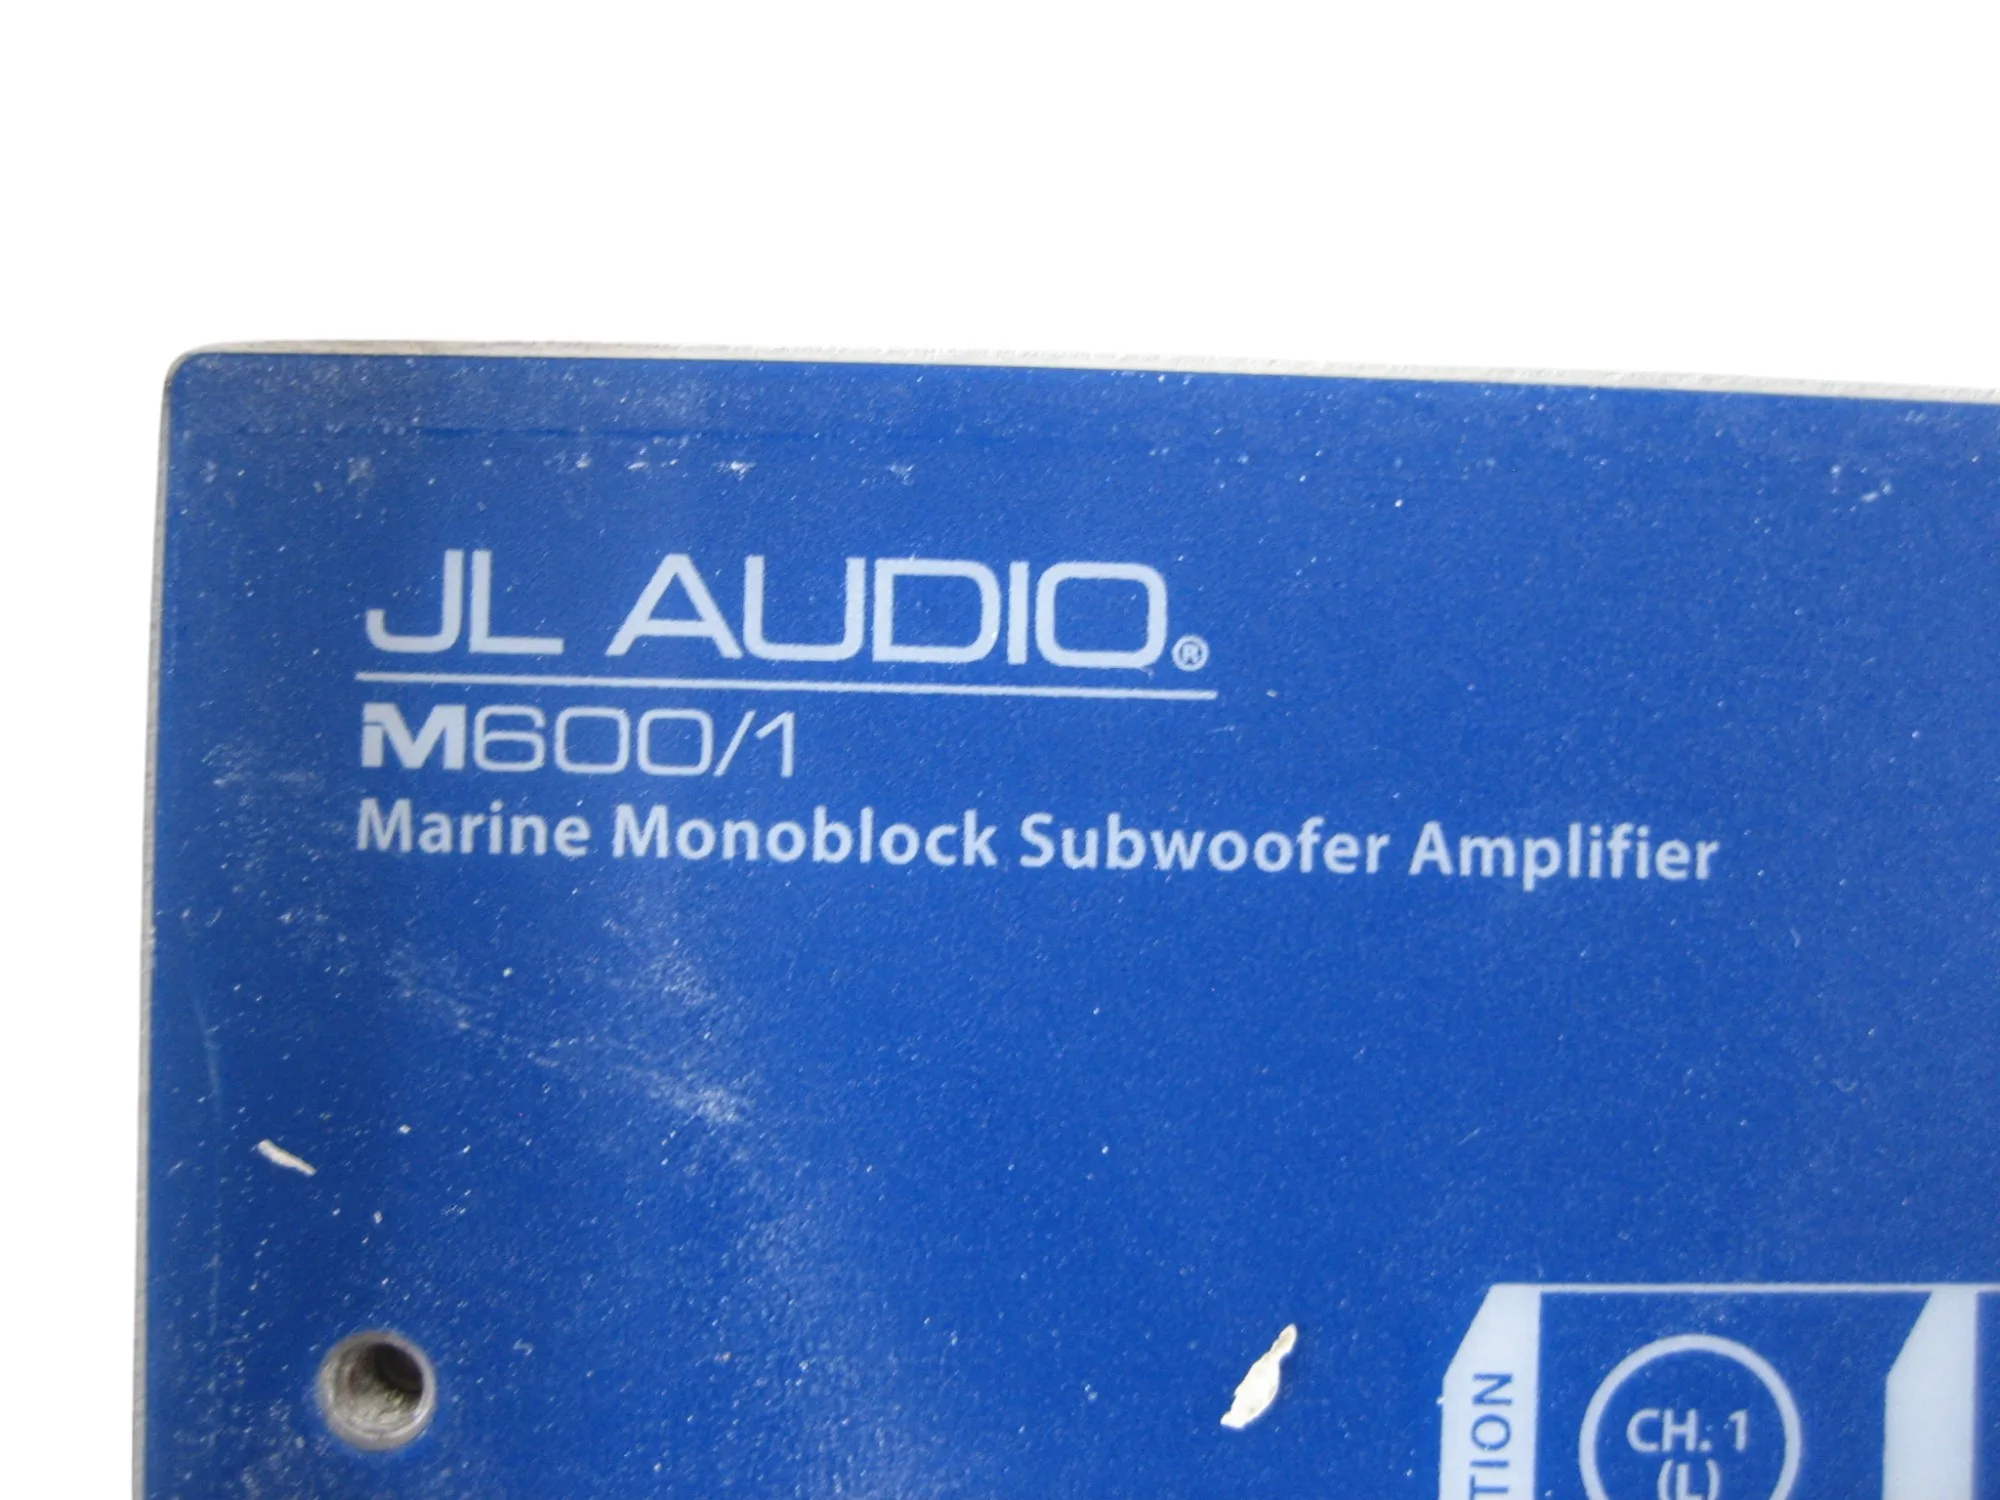 JL AUDIO®
M600/1
Marine Monoblock Subwoofer Amplifier
CH. 1
(L)